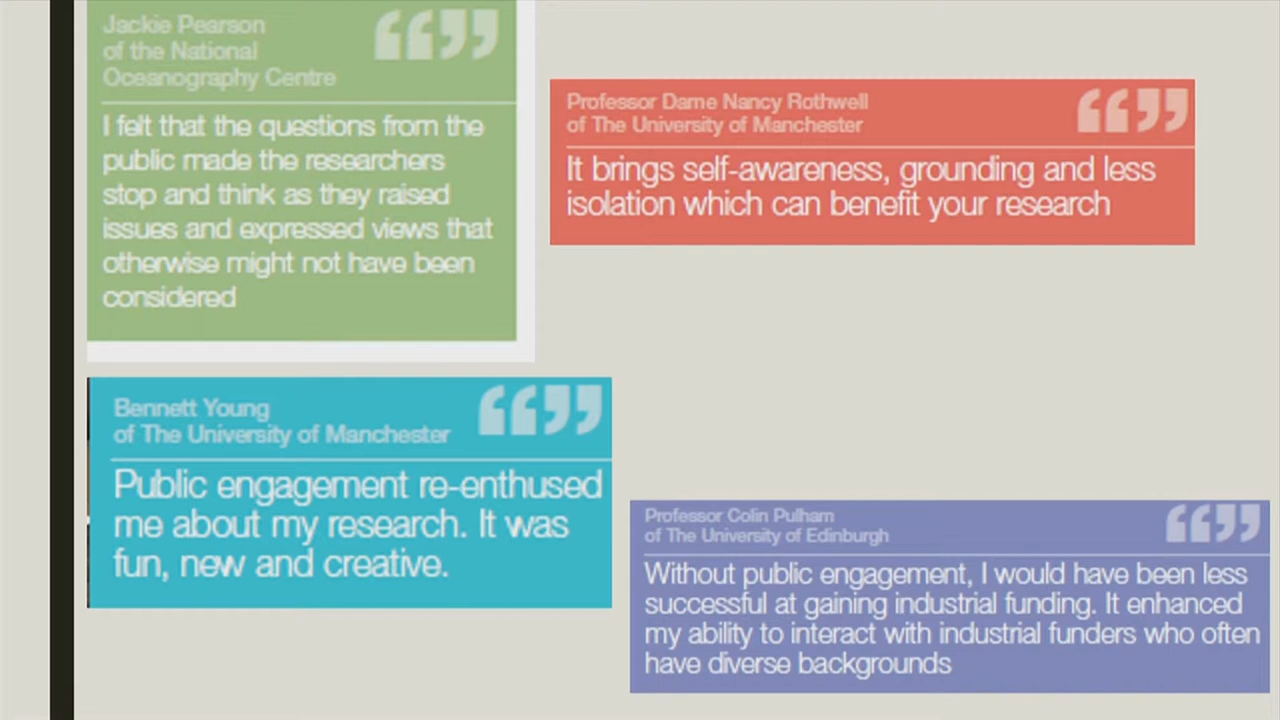 Jackie Pearson
of the National
Oceanography Centre
I felt that the questions from the
public made the researchers
stop and think as they raised
issues and expressed views that
otherwise might not have been
considered
Professor Dame Nancy Rothwell
of The University of Manchester
It brings self-awareness, grounding and less
isolation which can benefit your research
Bennett Young
of The University of Manchester
Public engagement re-enthused
me about my research. It was
fun, new and creative.
Professor Colin Pulham
of The University of Edinburgh
Without public engagement, I would have been less
successful at gaining industrial funding. It enhanced
my ability to interact with industrial funders who often
have diverse backgrounds